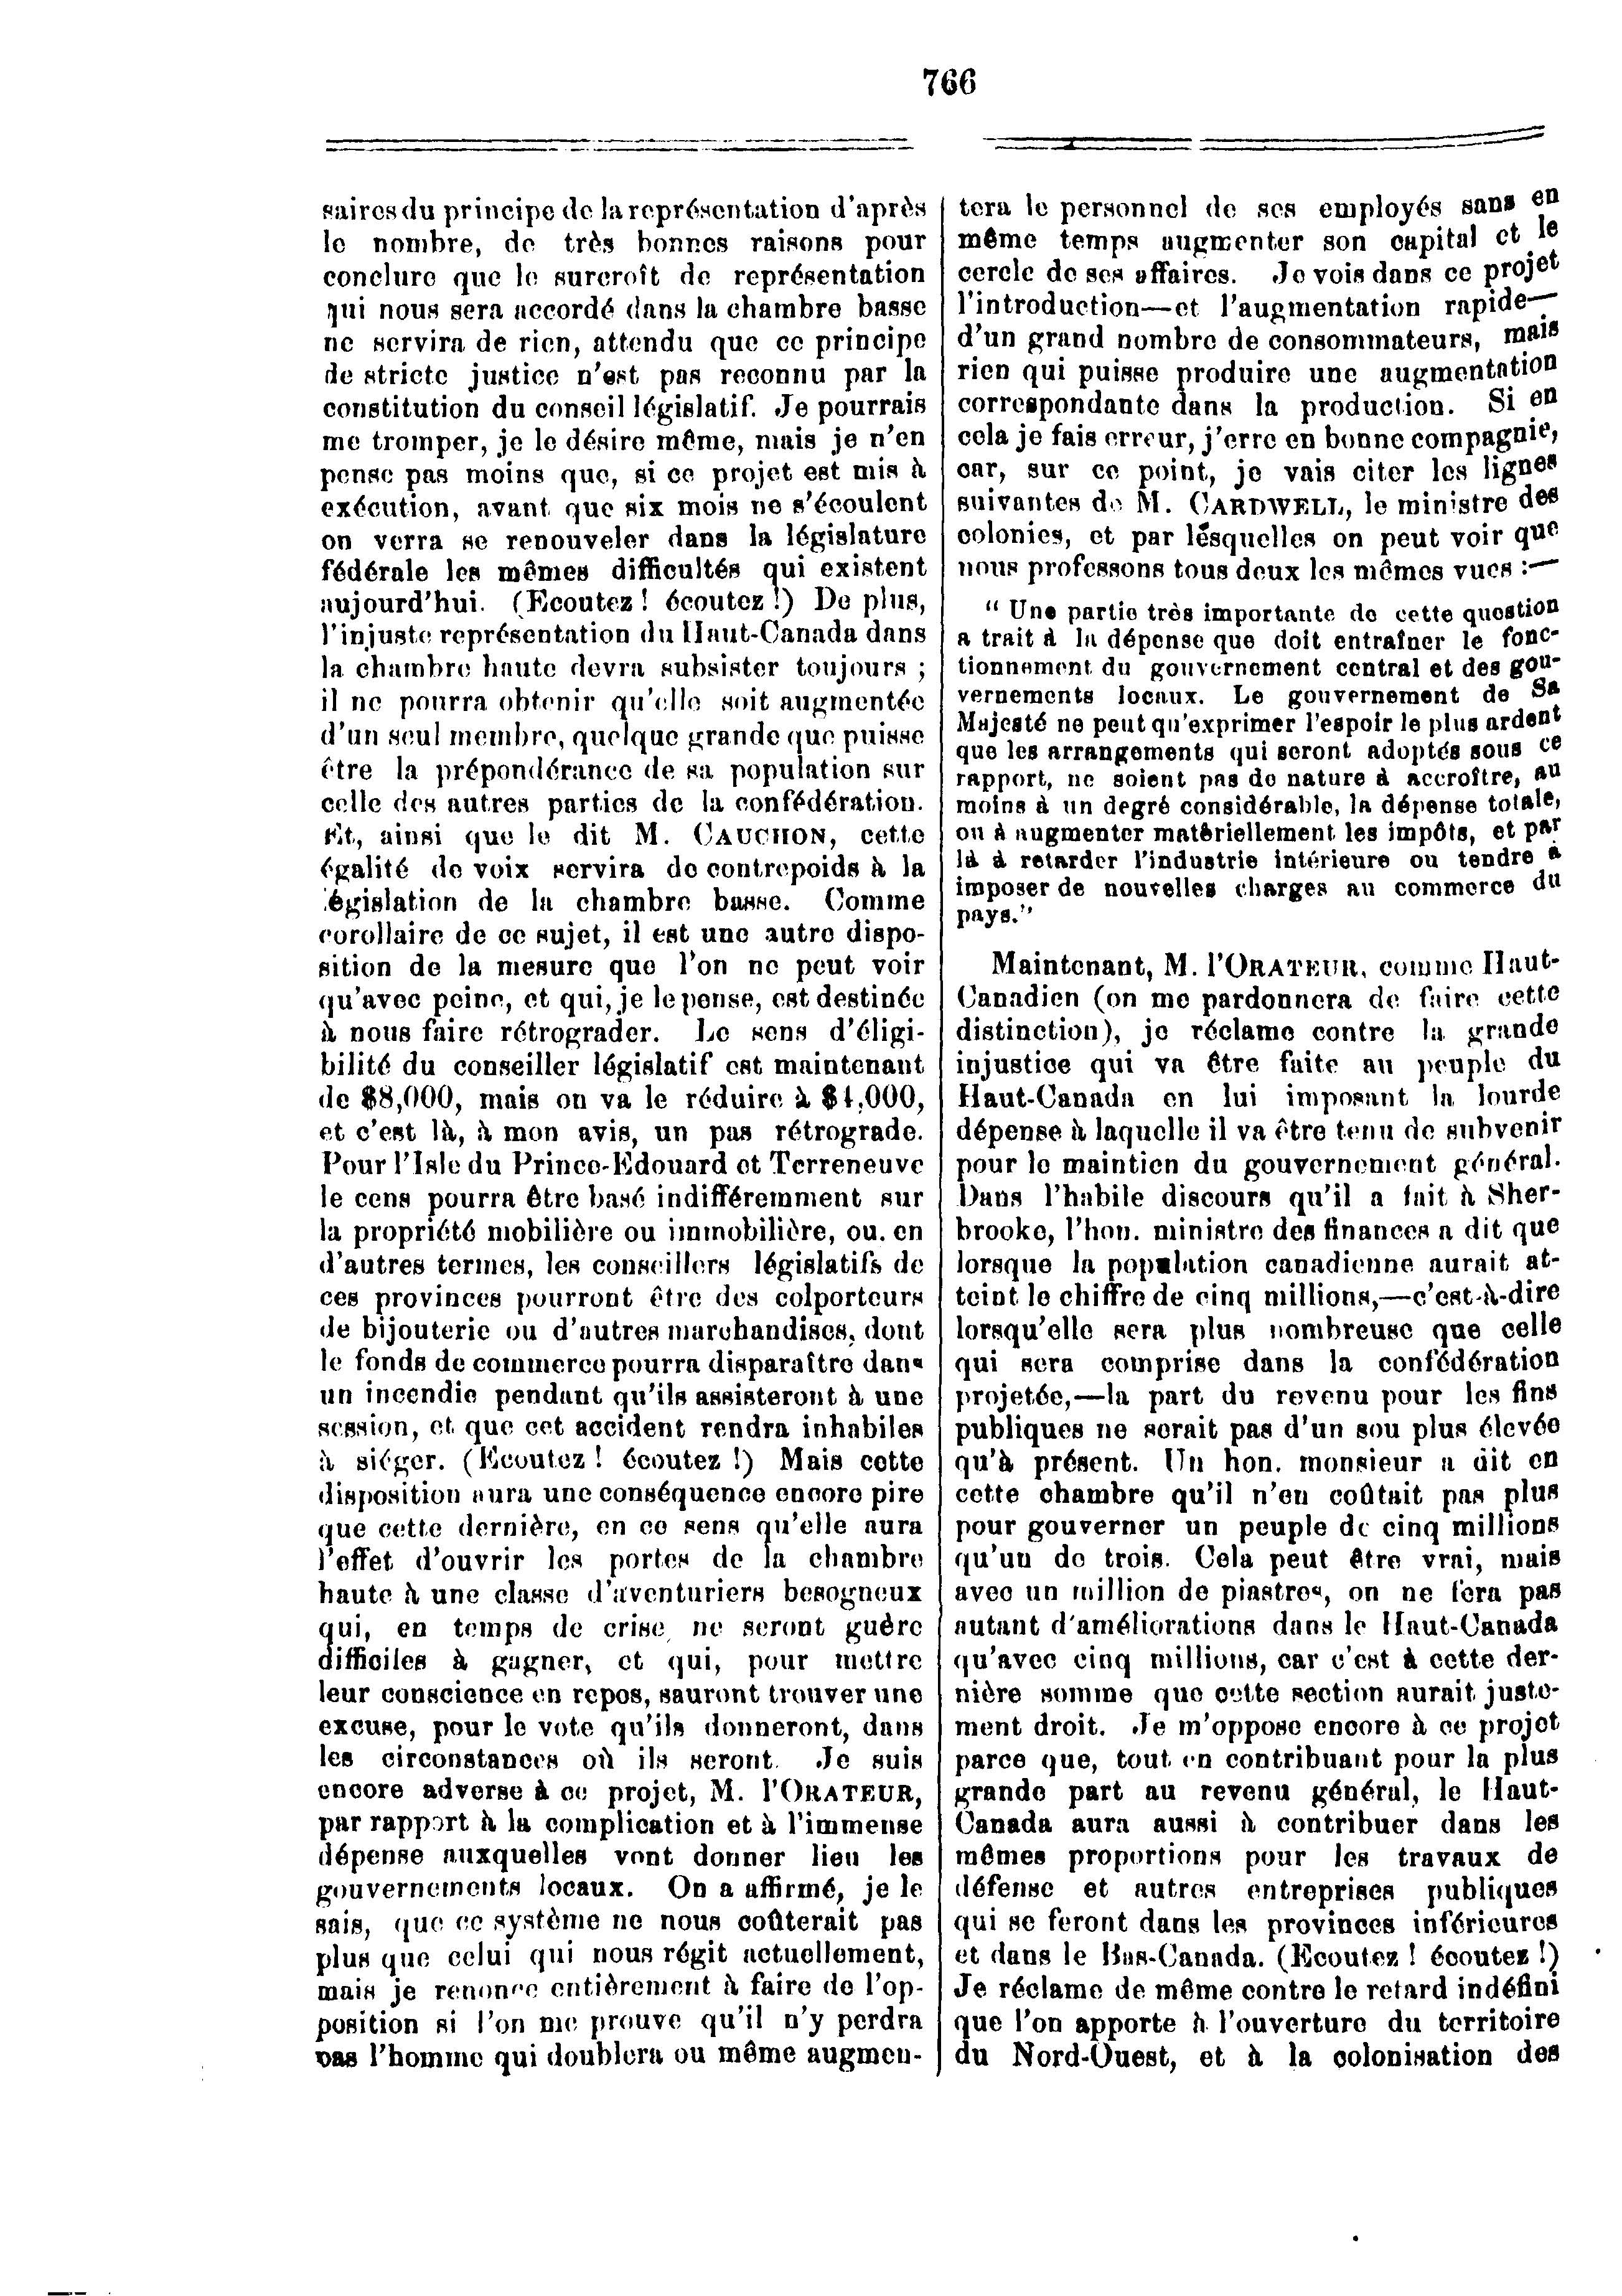 766
saires du principe de la représentation d'après
le nombre, de très bonnes raisons pour
conclure que le surcroît de représentation
qui nous sera accordé dans la chambre basse
ne servira de rien, attendu que ce principe
de stricte justice n'est pas reconnu par la
constitution du conseil législatif. Je pourrais
me tromper, je le désire même, mais je n'en
pense pas moins que, si ce projet est mis à
exécution, avant que six mois ne s'écoulent
on verra se renouveler dans la législature
fédérale les mêmes difficultés qui existent
aujourd'hui. (Ecoutez ! écoutez !) De plus,
l'injuste représentation du Haut-Canada dans
la chambre haute devra subsister toujours ;
il ne pourra obtenir qu'elle soit augmentée
d'un seul membre, quelque grande que puisse
être la prépondérance de sa population sur
celle des autres parties de la confédération.
Et, ainsi que le dit M. CAUCHON, cette
égalité de voix servira de contrepoids à la
législation de la chambre basse. Comme
corollaire de ce sujet, il est une autre dispo-
sition de la mesure que l'on ne peut voir
qu'avec peine, et qui, je le pense, est destinée
à nous faire rétrograder. Le sens d'éligi-
bilité du conseiller législatif est maintenant
de $8,000, mais on va le réduire à $4,000,
et c'est là, à mon avis, un pas rétrograde.
Pour l'Isle du Prince-Edouard et Terreneuve
le cens pourra être basé indifféremment sur
la propriété mobilière ou immobilière, ou. en
d'autres termes, les conseillers législatifs de
ces provinces pourront être des colporteurs
de bijouterie ou d'autres marchandises, dont
le fonds de commerce pourra disparaître dans
un incendie pendant qu'ils assisteront à une
session, et que cet accident rendra inhabiles
à siéger. (Ecoutez ! écoutez !) Mais cette
disposition aura une conséquence encore pire
que cette dernière, en ce sens qu'elle aura
l'effet d'ouvrir les portes de la chambre
haute à une classe d'aventuriers besogneux
qui, en temps de crise, ne seront guère
difficiles à gagner, et qui, pour mettre
leur conscience en repos, sauront trouver une
excuse, pour le vote qu'ils donneront, dans
les circonstances où ils seront. Je suis
encore adverse à ce projet, M. l'ORATEUR,
par rapport à la complication et à l'immense
dépense auxquelles vont donner lieu les
gouvernements locaux. On a affirmé, je le
sais, que ce système ne nous coûterait pas
plus que celui qui nous régit actuellement,
mais je renonce entièrement à faire de l'op-
position si l'on me prouve qu'il n'y perdra
pas l'homme qui doublera ou même augmen-
tera le personnel de ses employés sans en
même temps augmenter son capital et le
cercle de ses affaires. Je vois dans ce projet
l'introduction—et l'augmentation rapide—
d'un grand nombre de consommateurs, mais
rien qui puisse produire une augmentation
correspondante dans la production. Si en
cela je fais erreur, j'erre en bonne compagnie,
car, sur ce point, je vais citer les lignes
suivantes de M. CARDWELL, le ministre des
colonies, et par lesquelles on peut voir que
nous professons tous deux les mêmes vues :—
" Une partie très importante de cette question
a trait à la dépense que doit entraîner le fonc-
tionnement du gouvernement central et des gou-
vernements locaux. Le gouvernement de Sa
Majesté ne peut qu'exprimer l'espoir le plus ardent
que les arrangements qui seront adoptés sous ce
rapport, ne soient pas de nature à accroître, au
moins à un degré considérable, la dépense totale,
ou à augmenter matériellement les impôts, et par
là à retarder l'industrie intérieure ou tendre à
imposer de nouvelles charges au commerce du
pays."
Maintenant, M. l'ORATEUR, comme Haut-
Canadien (on me pardonnera de faire cette
distinction), je réclame contre la grande
injustice qui va être faite au peuple du
Haut-Canada en lui imposant la lourde
dépense à laquelle il va être tenu de subvenir
pour le maintien du gouvernement général.
Dans l'habile discours qu'il a fait à Sher-
brooke, l'hon. ministre des finances a dit que
lorsque la population canadienne aurait at-
teint le chiffre de cinq millions,—c'est-à-dire
lorsqu'elle sera plus nombreuse que celle
qui sera comprise dans la confédération
projetée,—la part du revenu pour les fins
publiques ne serait pas d'un sou plus élevée
qu'à présent. Un hon. monsieur a dit en
cette chambre qu'il n'en coûtait pas plus
pour gouverner un peuple de cinq millions
qu'un de trois. Cela peut être vrai, mais
avec un million de piastres, on ne fera pas
autant d'améliorations dans le Haut-Canada
qu'avec cinq millions, car c'est à cette der-
nière somme que cette section aurait juste-
ment droit. Je m'oppose encore à ce projet
parce que, tout en contribuant pour la plus
grande part au revenu général, le Haut-
Canada aura aussi à contribuer dans les
mêmes proportions pour les travaux de
défense et autres entreprises publiques
qui se feront dans les provinces inférieures
et dans le Bas-Canada. (Ecoutez ! écoutez !)
Je réclame de même contre le retard indéfini
que l'on apporte à l'ouverture du territoire
du Nord-Ouest, et à la colonisation des